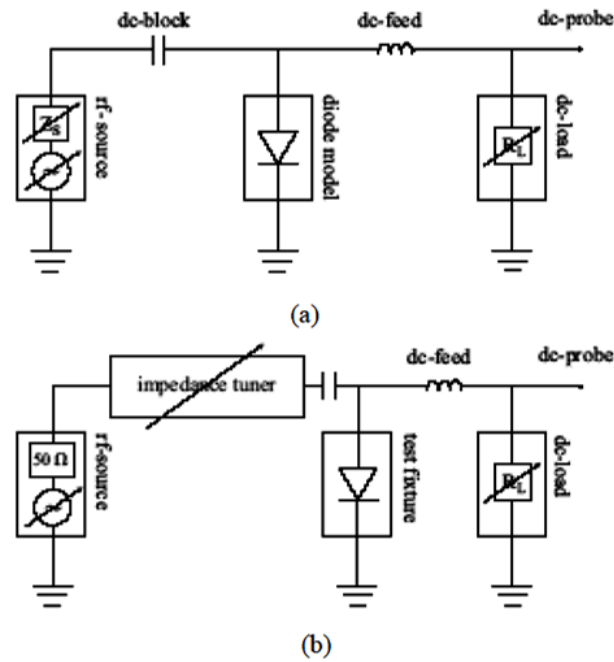 dc-block
dc-feed
dc-probe
Z_S
rf- source
diode model
R_L
dc-load
(a)
impedance tuner
dc-feed
dc-probe
50 Ω
rf-source
test fixture
R_L
dc-load
(b)